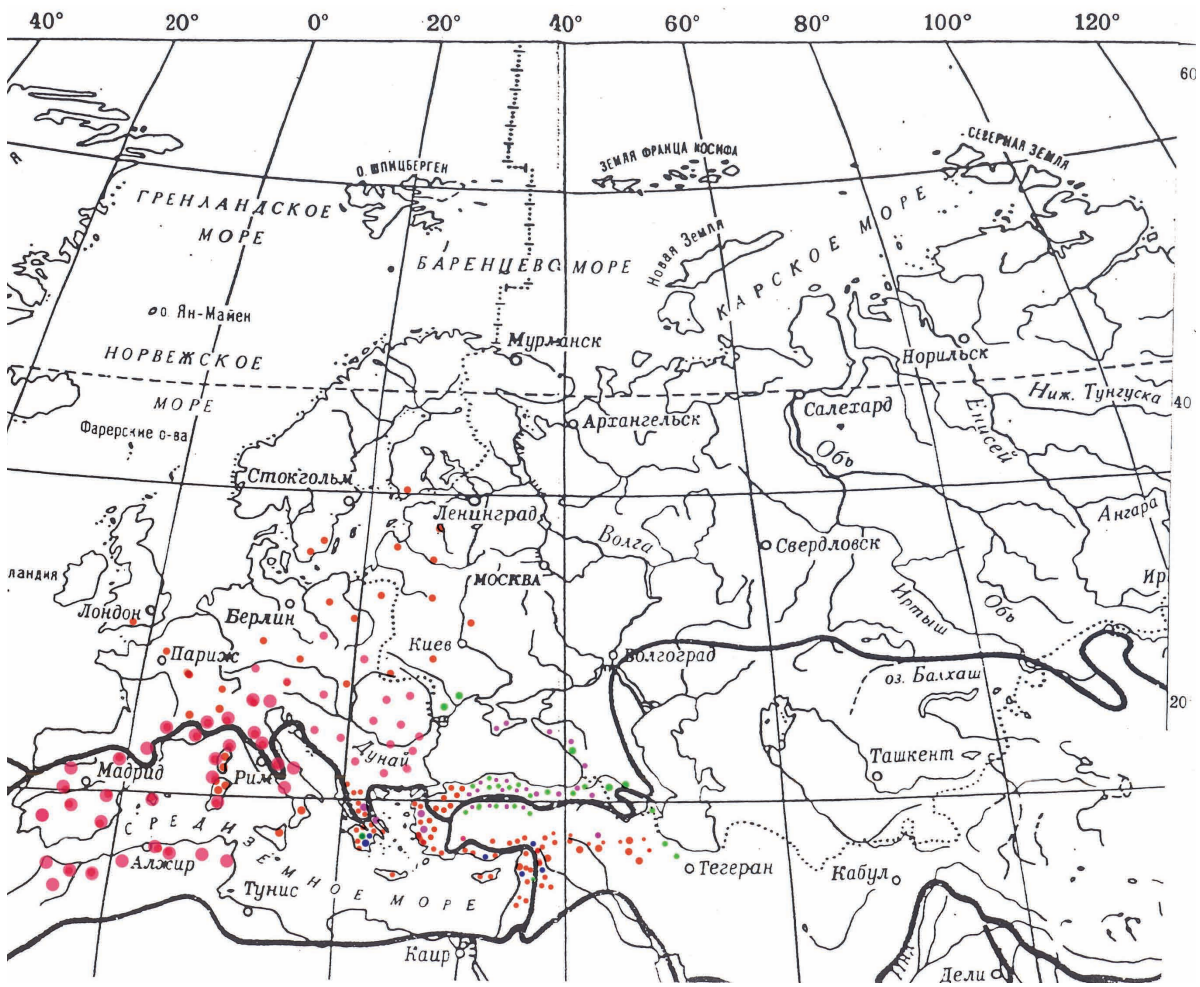 40° 20° 0° 20° 40° 60° 80° 100° 120°
60
СЕВЕРНАЯ ЗЕМЛЯ
ЗЕМЛЯ ФРАНЦА ИОСИФА
О. ШПИЦБЕРГЕН
Я
ГРЕНЛАНДСКОЕ
МОРЕ
БАРЕНЦЕВО МОРЕ
Новая Земля
КАРСКОЕ МОРЕ
о. Ян-Майен
НОРВЕЖСКОЕ
МОРЕ
Мурманск
Норильск
Ниж. Тунгуска
40
Салехард
Енисей
Фарерские о-ва
Архангельск
Обь
Стокгольм
Ленинград
Ангара
Волга
Свердловск
МОСКВА
ландия
Ир
Лондон
Берлин
Иртыш
Обь
Киев
Париж
Волгоград
оз. Балхаш
20
Дунай
Ташкент
Мадрид
Рим
СРЕДИЗЕМНОЕ МОРЕ
Алжир
Тегеран
Кабул
Тунис
Каир
Дели